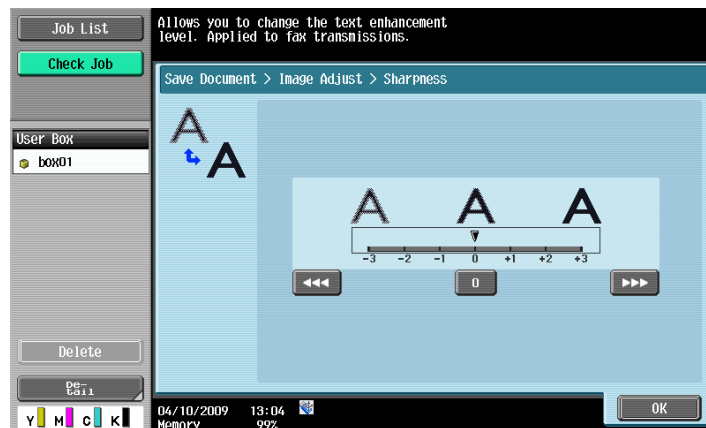 Job List
Check Job
User Box
box01
Delete
De-
tail
Y M C K
Allows you to change the text enhancement
level. Applied to fax transmissions.
Save Document > Image Adjust > Sharpness
A
A
A A A
-3 -2 -1 0 +1 +2 +3
0
04/10/2009 13:04
Memory 99%
OK